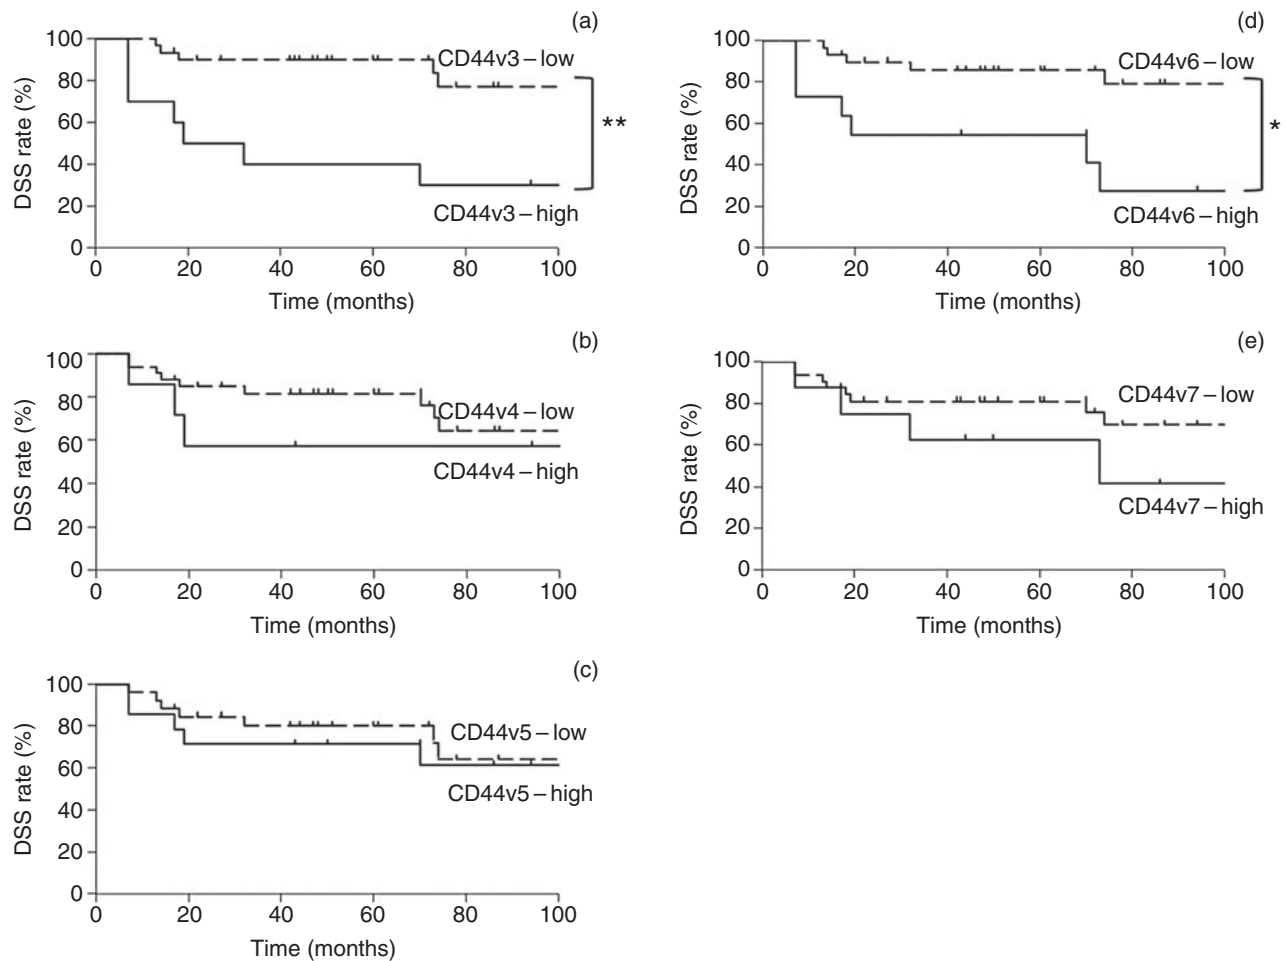 (a)
100
80
60
40
20
0
DSS rate (%)
CD44v3 – low
**
CD44v3 – high
0 20 40 60 80 100
Time (months)
(b)
100
80
60
40
20
0
DSS rate (%)
CD44v4 – low
CD44v4 – high
0 20 40 60 80 100
Time (months)
(c)
100
80
60
40
20
0
DSS rate (%)
CD44v5 – low
CD44v5 – high
0 20 40 60 80 100
Time (months)
(d)
100
80
60
40
20
0
DSS rate (%)
CD44v6 – low
*
CD44v6 – high
0 20 40 60 80 100
Time (months)
(e)
100
80
60
40
20
0
DSS rate (%)
CD44v7 – low
CD44v7 – high
0 20 40 60 80 100
Time (months)